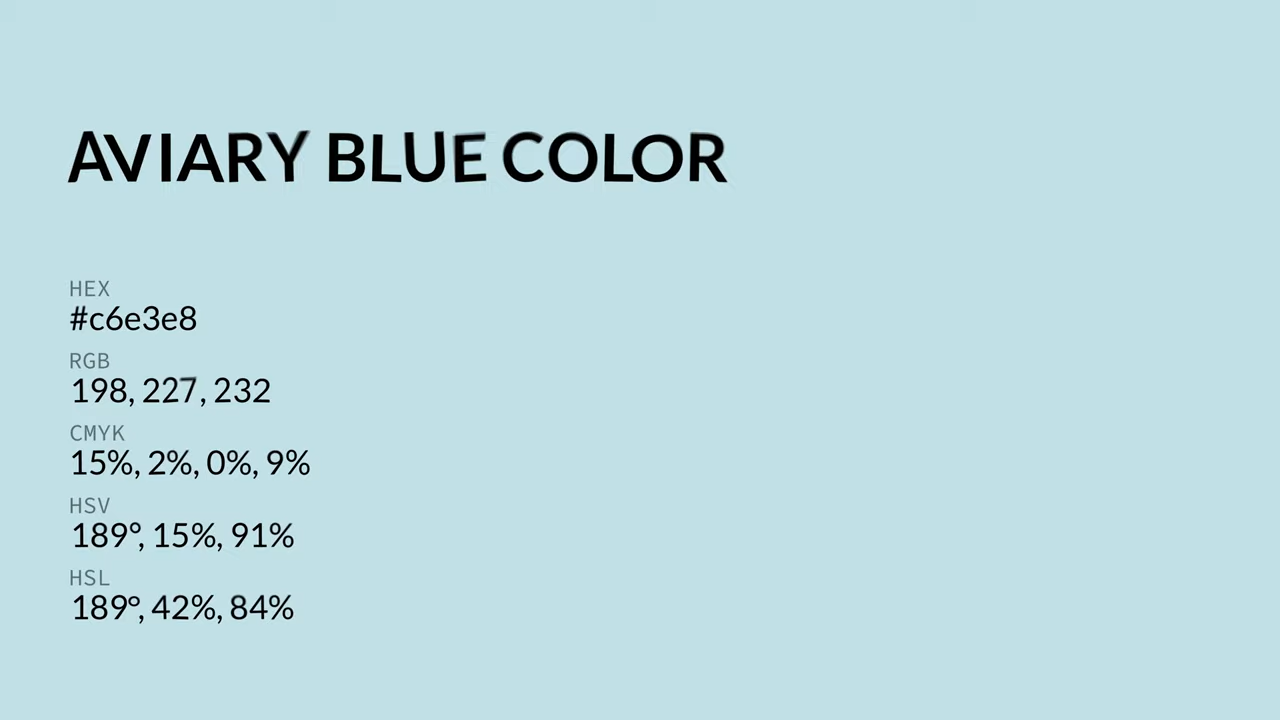 AVIARY BLUE COLOR
HEX
#c6e3e8
RGB
198, 227, 232
CMYK
15%, 2%, 0%, 9%
HSV
189°, 15%, 91%
HSL
189°, 42%, 84%